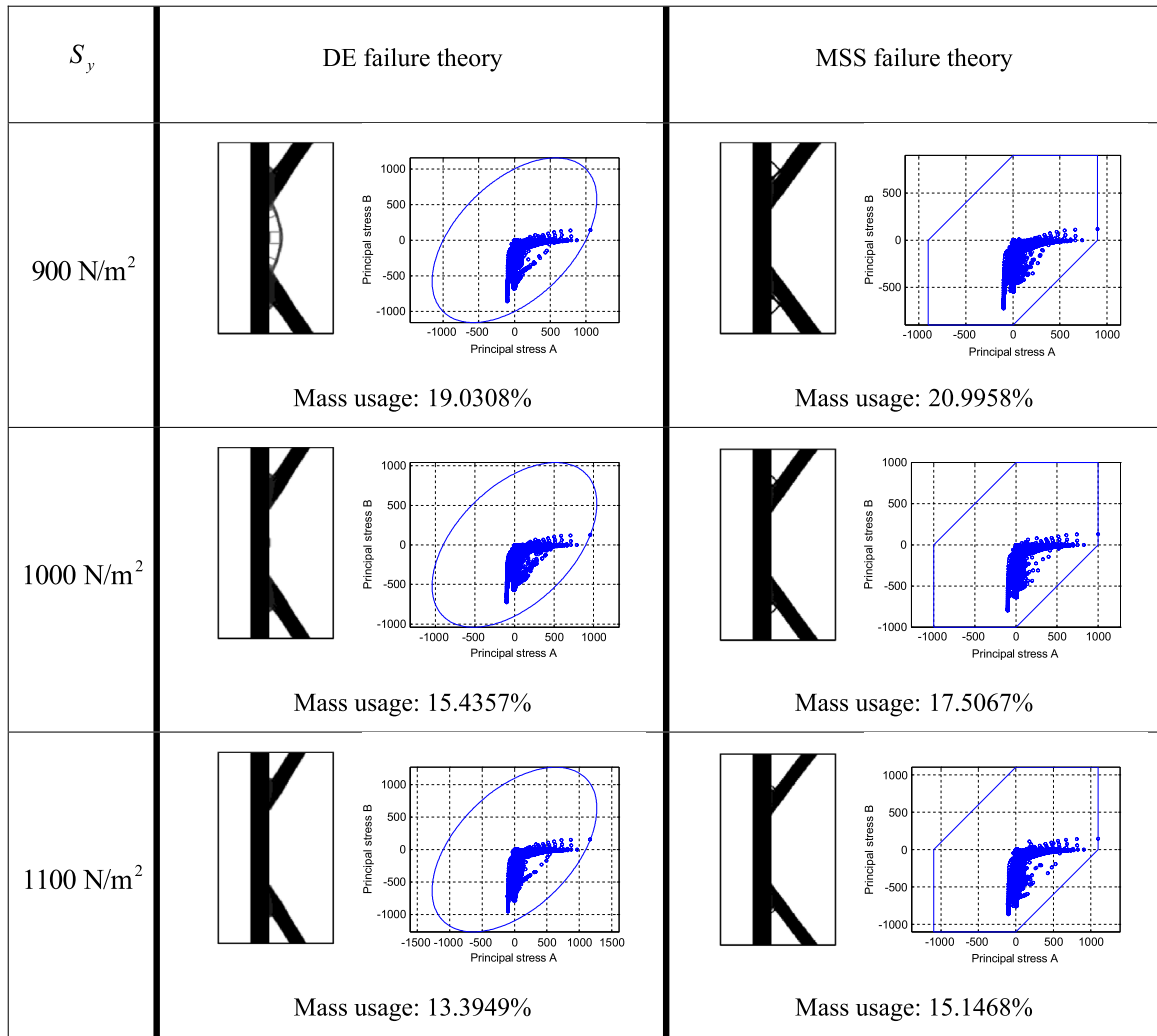 S_y
DE failure theory
MSS failure theory
900 N/m²
1000
500
0
-500
-1000
Principal stress B
-1000 -500 0 500 1000
Principal stress A
Mass usage: 19.0308%
500
0
-500
Principal stress B
-1000 -500 0 500 1000
Principal stress A
Mass usage: 20.9958%
1000 N/m²
1000
500
0
-500
-1000
Principal stress B
-1000 -500 0 500 1000
Principal stress A
Mass usage: 15.4357%
1000
500
0
-500
-1000
Principal stress B
-1000 -500 0 500 1000
Principal stress A
Mass usage: 17.5067%
1100 N/m²
1000
500
0
-500
-1000
Principal stress B
-1500 -1000 -500 0 500 1000 1500
Principal stress A
Mass usage: 13.3949%
1000
500
0
-500
-1000
Principal stress B
-1000 -500 0 500 1000
Principal stress A
Mass usage: 15.1468%